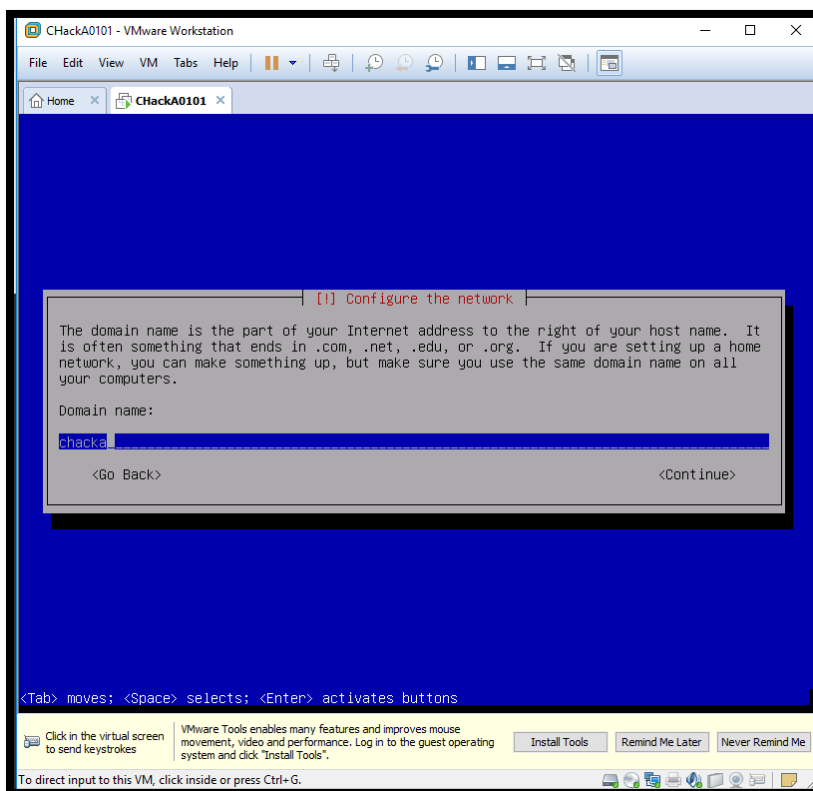 CHackA0101 - VMware Workstation
File Edit View VM Tabs Help
Home
CHackA0101
[!] Configure the network
The domain name is the part of your Internet address to the right of your host name.  It
is often something that ends in .com, .net, .edu, or .org.  If you are setting up a home
network, you can make something up, but make sure you use the same domain name on all
your computers.
Domain name:
chacka
<Go Back> <Continue>
<Tab> moves; <Space> selects; <Enter> activates buttons
Click in the virtual screen
to send keystrokes
VMware Tools enables many features and improves mouse
movement, video and performance. Log in to the guest operating
system and click "Install Tools".
Install Tools
Remind Me Later
Never Remind Me
To direct input to this VM, click inside or press Ctrl+G.